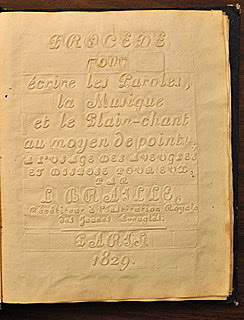 PROCÉDÉ
POUR
écrire les Paroles,
la Musique
et le Plain-chant
au moyen de points,
A L'USAGE DES AVEUGLES
ET DISPOSÉ POUR EUX,
PAR
L. BRAILLE,
Répétiteur à l'Institution Royale
des Jeunes Aveugles.
PARIS
1829.